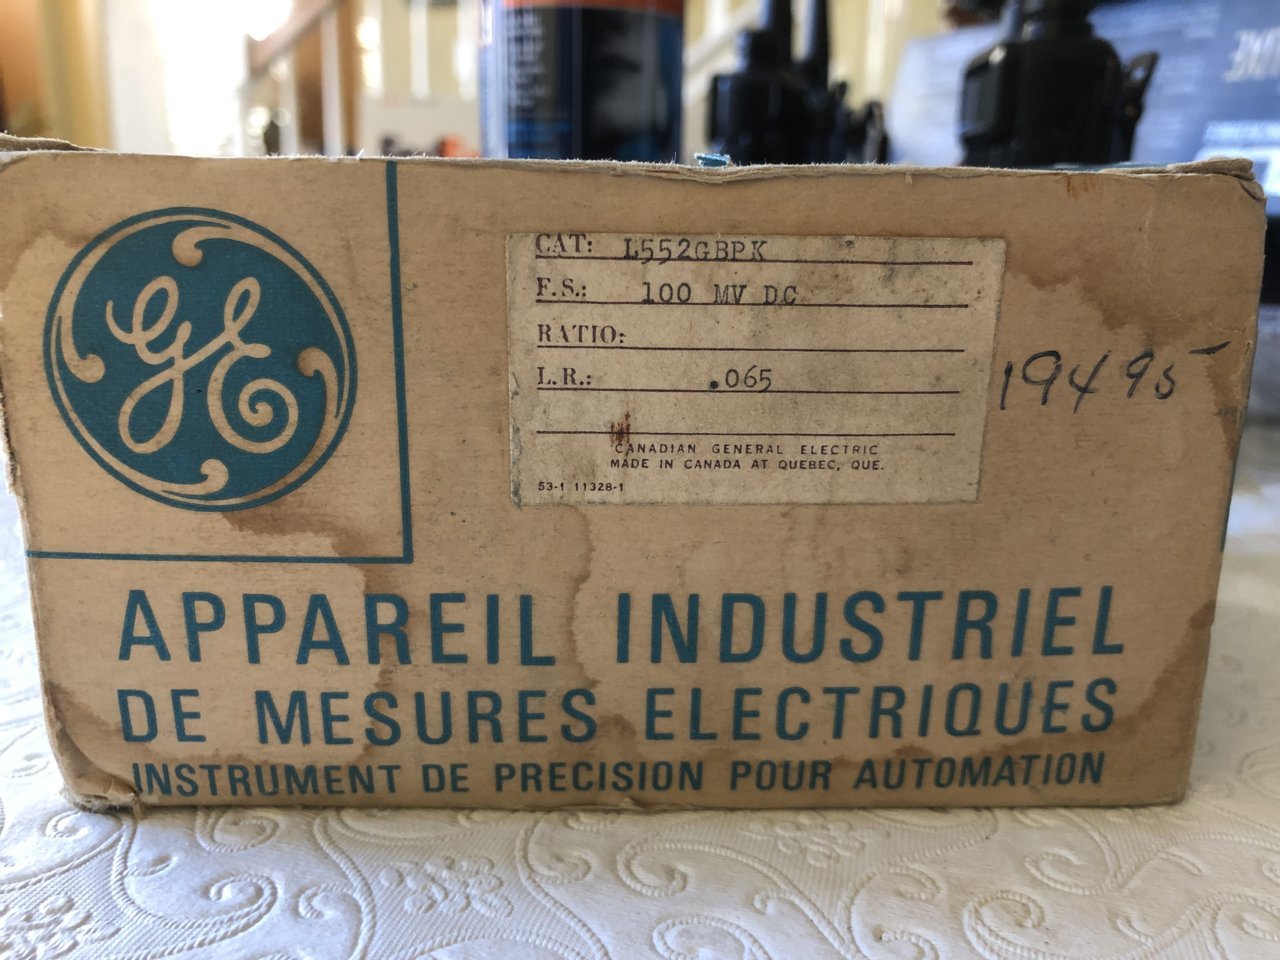 GE
CAT: L552GBPK
F.S.: 100 MV DC
RATIO:
L.R.: .065
CANADIAN GENERAL ELECTRIC
MADE IN CANADA AT QUEBEC, QUE.
53-1 11328-1
19495
APPAREIL INDUSTRIEL
DE MESURES ELECTRIQUES
INSTRUMENT DE PRECISION POUR AUTOMATION